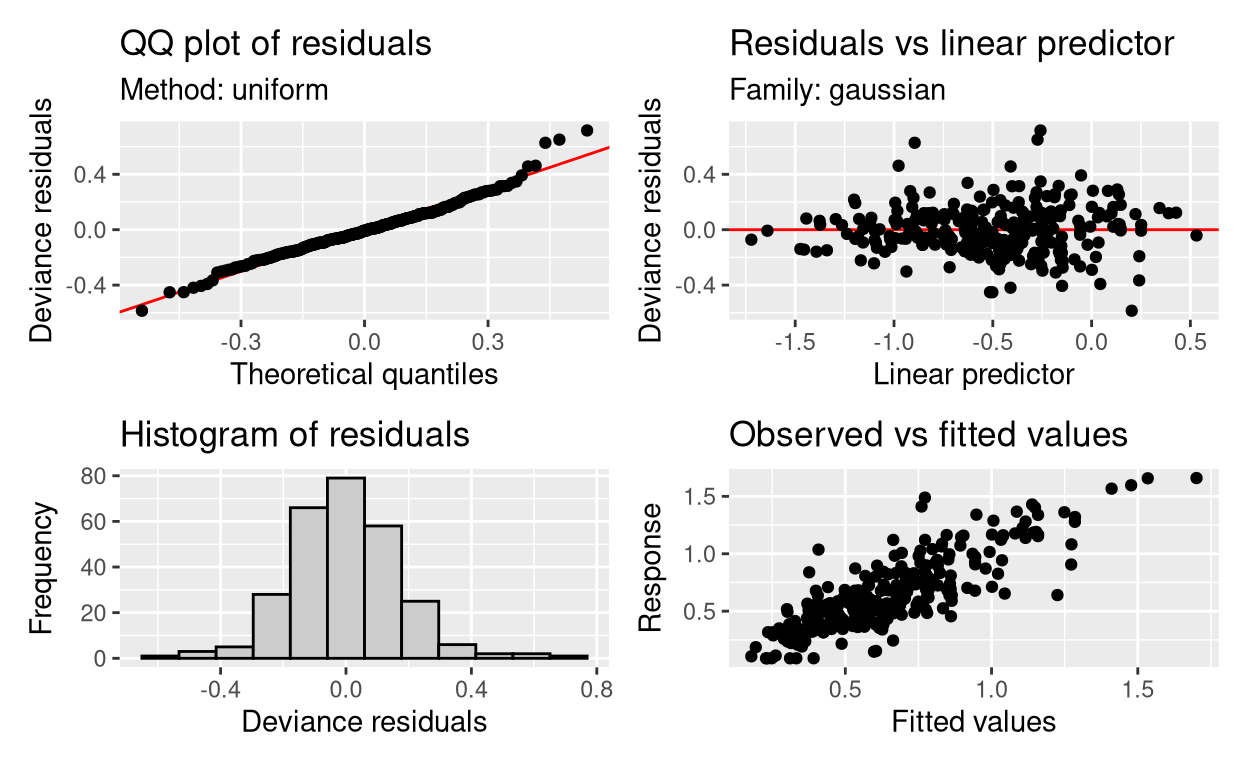 QQ plot of residuals
Method: uniform
Deviance residuals
0.4
0.0
-0.4
-0.3
0.0
0.3
Theoretical quantiles
Residuals vs linear predictor
Family: gaussian
Deviance residuals
0.4
0.0
-0.4
-1.5
-1.0
-0.5
0.0
0.5
Linear predictor
Histogram of residuals
Frequency
80
60
40
20
0
-0.4
0.0
0.4
0.8
Deviance residuals
Observed vs fitted values
Response
1.5
1.0
0.5
0.5
1.0
1.5
Fitted values